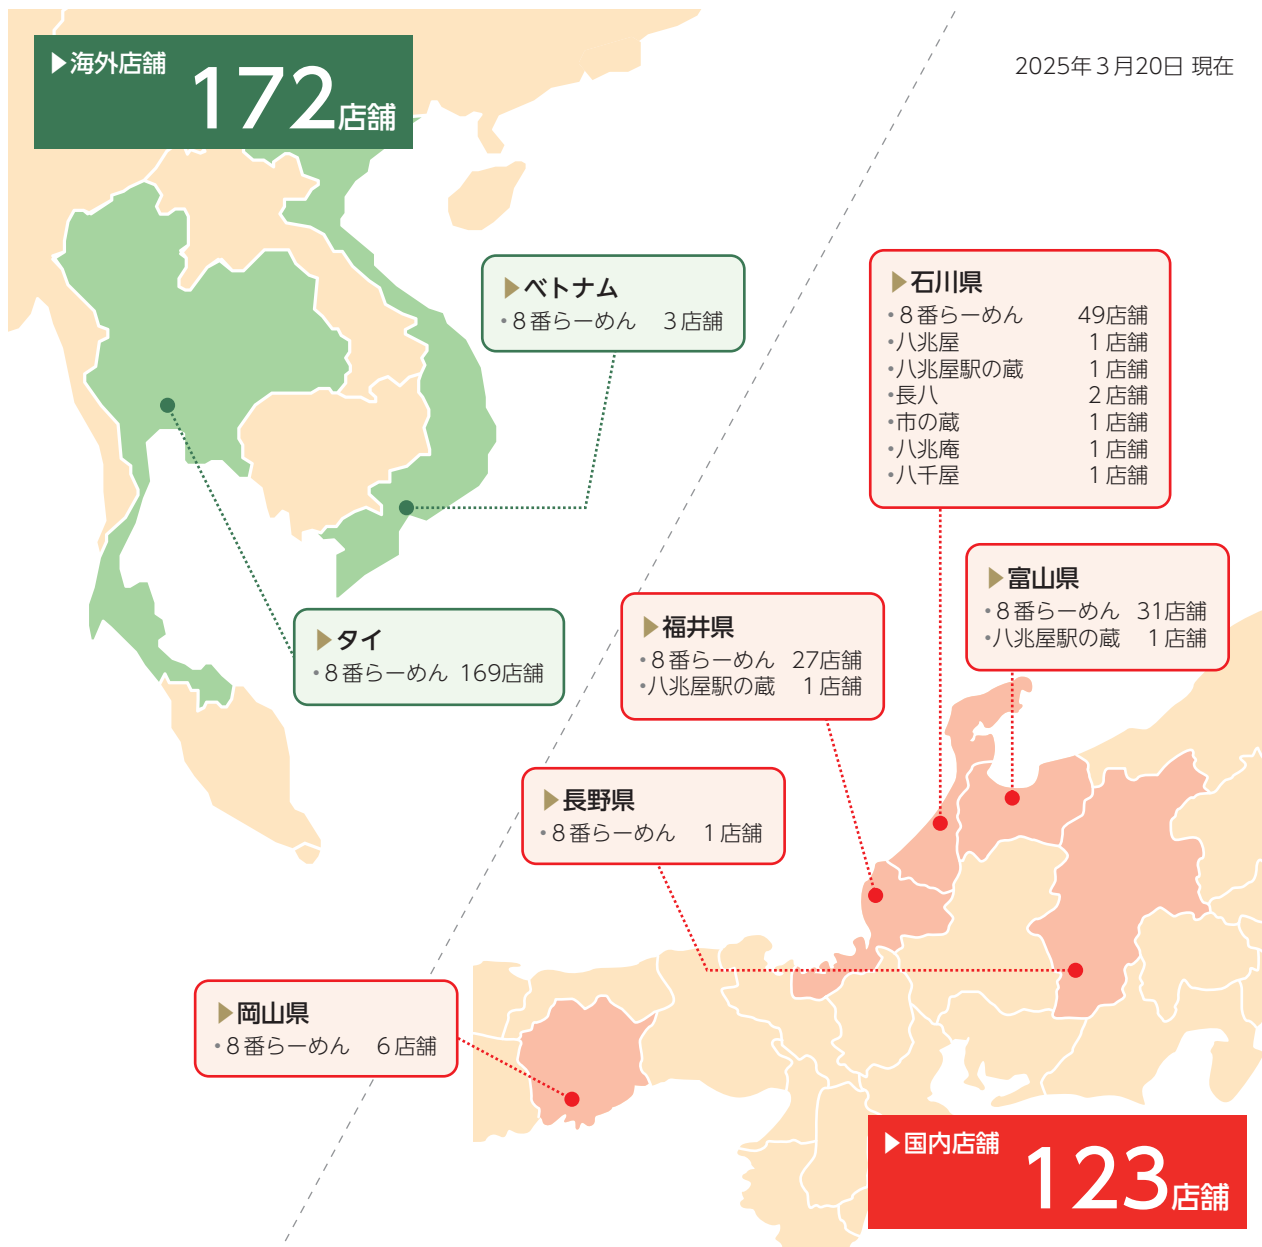 ▶海外店舗
172店舗
2025年3月20日 現在
▶ベトナム
・8番らーめん 3店舗
▶タイ
・8番らーめん 169店舗
▶石川県
・8番らーめん 49店舗
・八兆屋 1店舗
・八兆屋駅の蔵 1店舗
・長八 2店舗
・市の蔵 1店舗
・八兆庵 1店舗
・八千屋 1店舗
▶富山県
・8番らーめん 31店舗
・八兆屋駅の蔵 1店舗
▶福井県
・8番らーめん 27店舗
・八兆屋駅の蔵 1店舗
▶長野県
・8番らーめん 1店舗
▶岡山県
・8番らーめん 6店舗
▶国内店舗
123店舗